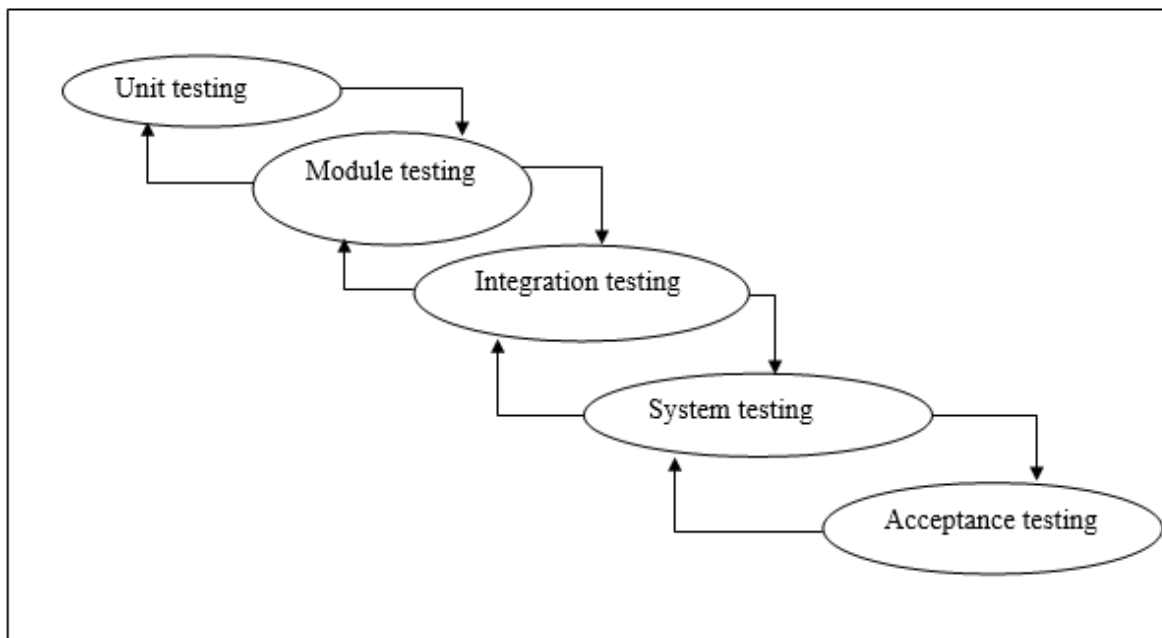 Unit testing
Module testing
Integration testing
System testing
Acceptance testing